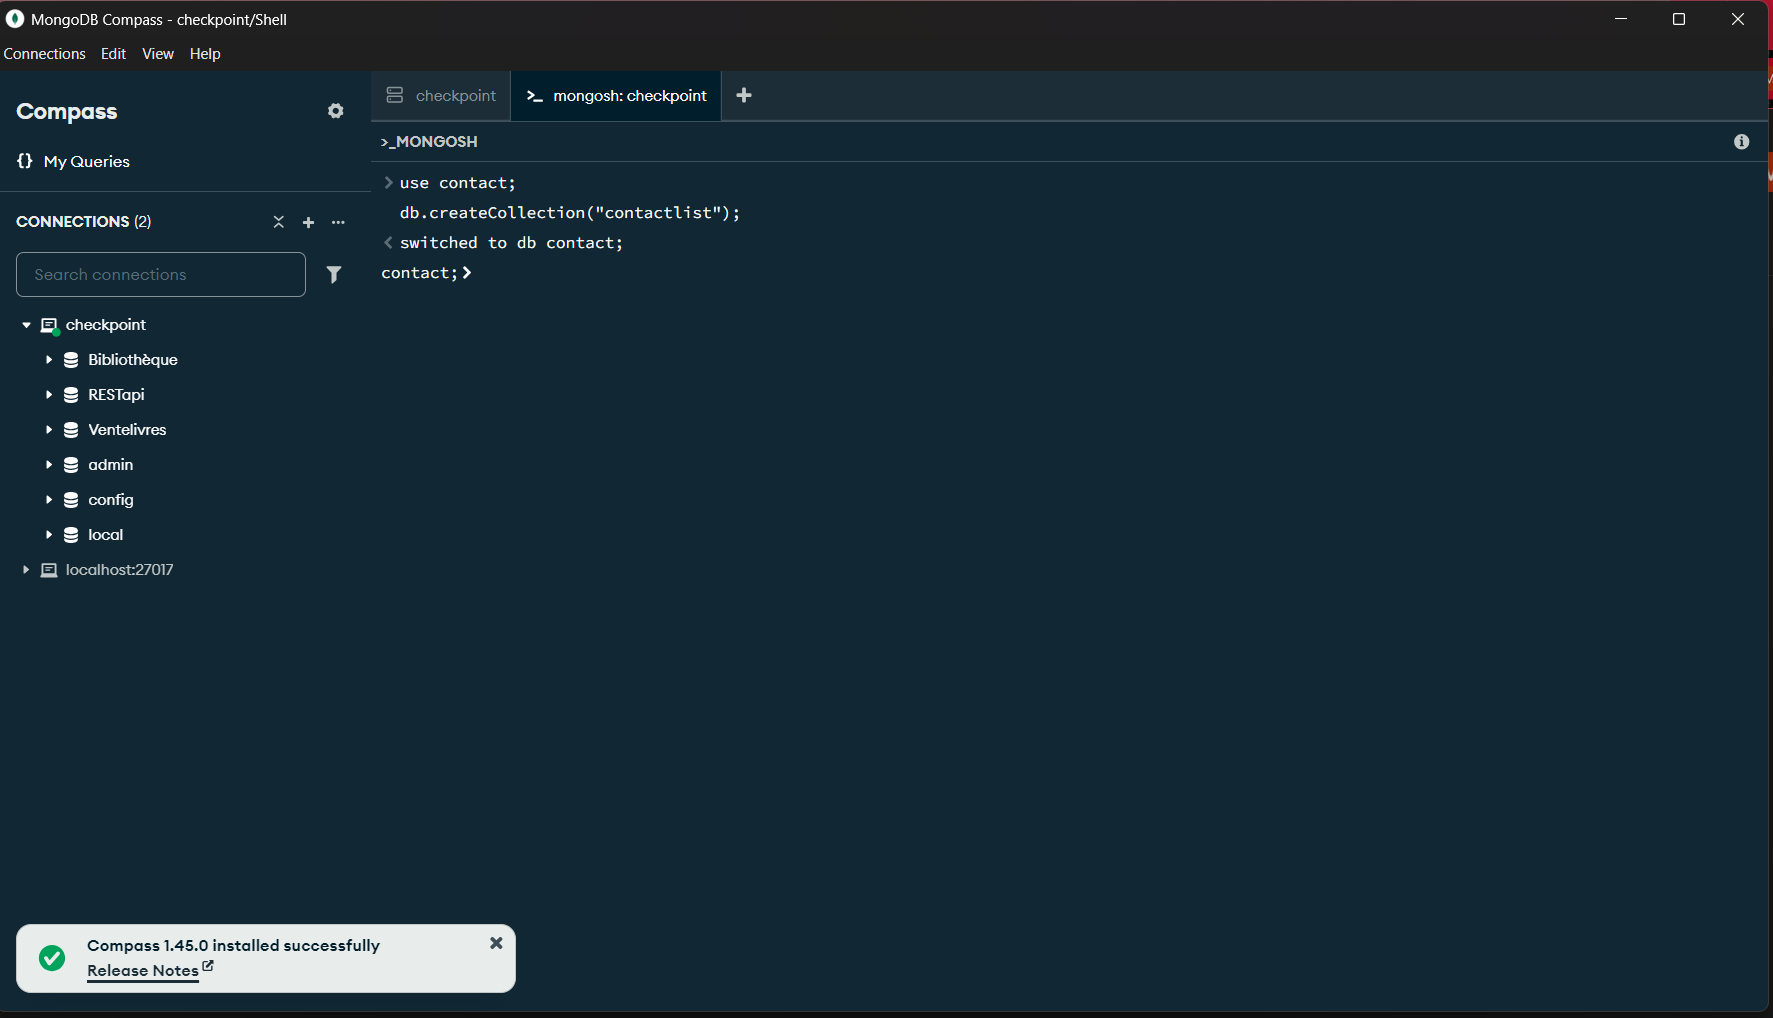 MongoDB Compass - checkpoint/Shell
Connections Edit View Help
Compass
{} My Queries
CONNECTIONS (2)
Search connections
checkpoint
Bibliothèque
RESTapi
Ventelivres
admin
config
local
localhost:27017
checkpoint
>_ mongosh: checkpoint
>_MONGOSH
> use contact;
db.createCollection("contactlist");
< switched to db contact;
contact;>
Compass 1.45.0 installed successfully
Release Notes